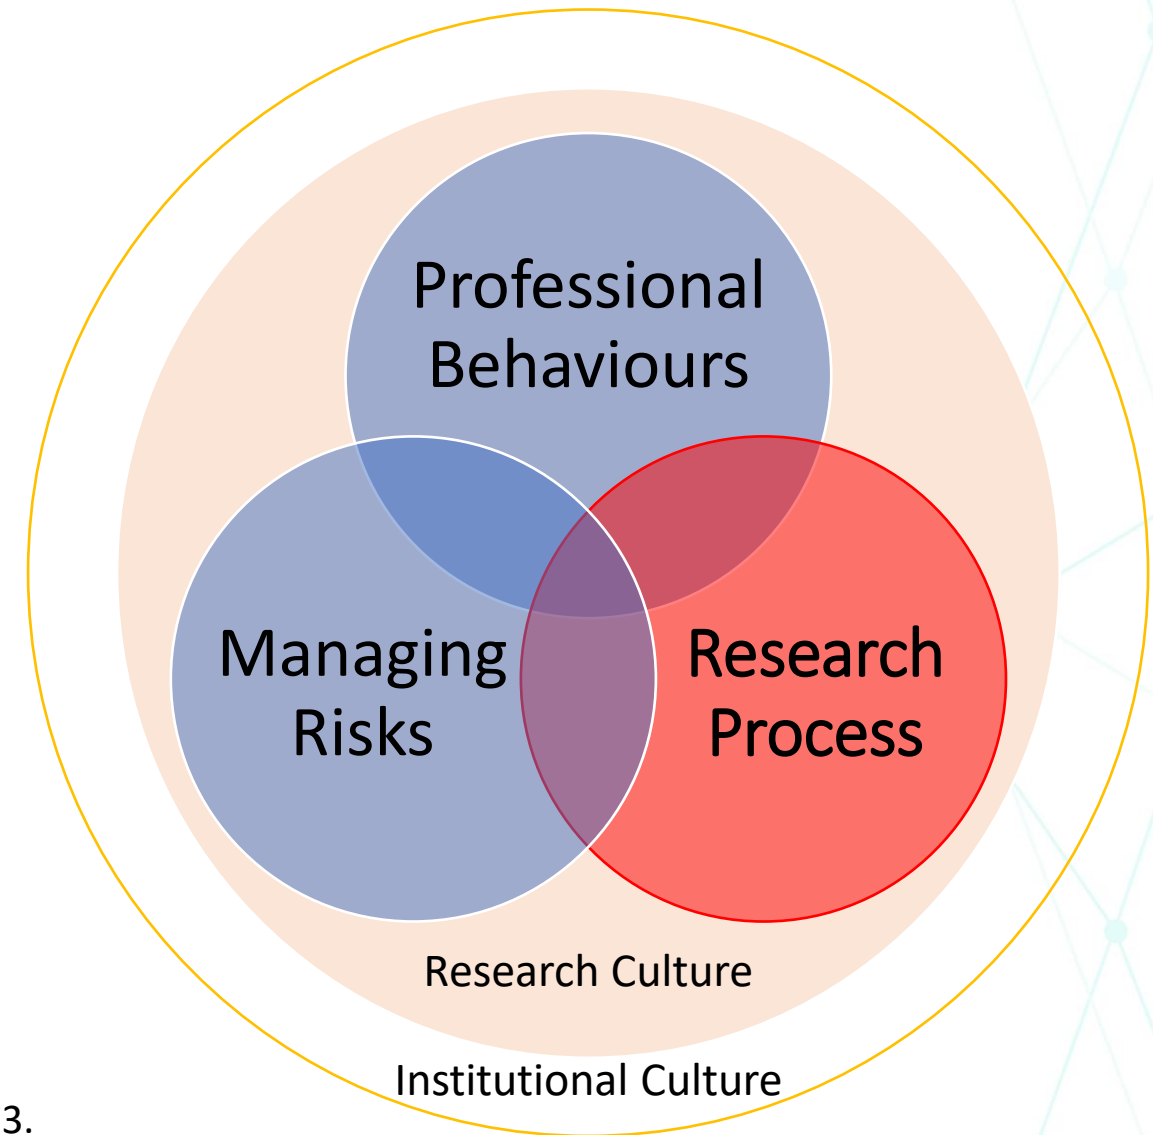 Professional
Behaviours
Managing
Risks
Research
Process
Research Culture
Institutional Culture
3.